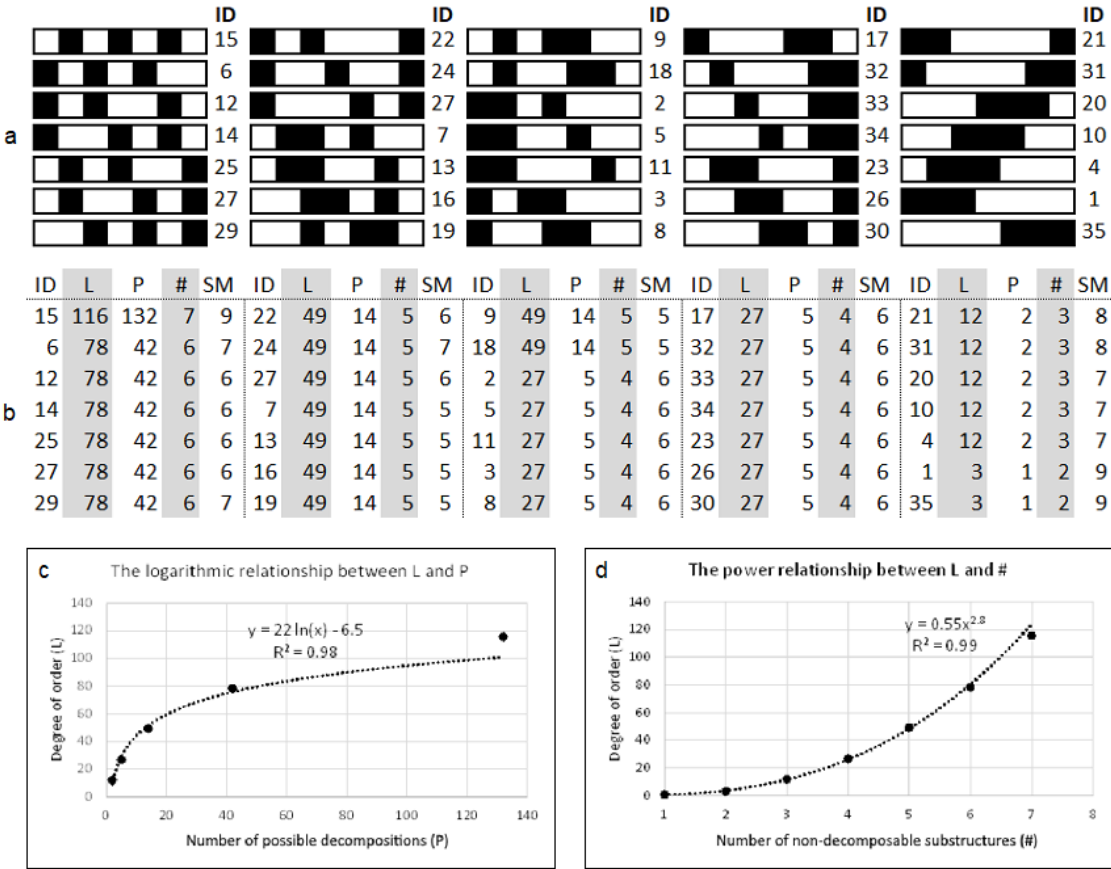 ID ID ID ID ID
15 22 9 17 21
6 24 18 32 31
12 27 2 33 20
a 14 7 5 34 10
25 13 11 23 4
27 16 3 26 1
29 19 8 30 35
ID L P # SM ID L P # SM ID L P # SM ID L P # SM ID L P # SM
15 116 132 7 9 22 49 14 5 6 9 49 14 5 5 17 27 5 4 6 21 12 2 3 8
6 78 42 6 7 24 49 14 5 7 18 49 14 5 5 32 27 5 4 6 31 12 2 3 8
12 78 42 6 6 27 49 14 5 6 2 27 5 4 6 33 27 5 4 6 20 12 2 3 7
b 14 78 42 6 6 7 49 14 5 5 5 27 5 4 6 34 27 5 4 6 10 12 2 3 7
25 78 42 6 6 13 49 14 5 5 11 27 5 4 6 23 27 5 4 6 4 12 2 3 7
27 78 42 6 6 16 49 14 5 5 3 27 5 4 6 26 27 5 4 6 1 3 1 2 9
29 78 42 6 7 19 49 14 5 5 8 27 5 4 6 30 27 5 4 6 35 3 1 2 9
c The logarithmic relationship between L and P
y = 22 ln(x) - 6.5
R² = 0.98
Degree of order (L)
140
120
100
80
60
40
20
0
0 20 40 60 80 100 120 140
Number of possible decompositions (P)
d The power relationship between L and #
y = 0.55x^2.8
R² = 0.99
Degree of order (L)
140
120
100
80
60
40
20
0
1 2 3 4 5 6 7 8
Number of non-decomposable substructures (#)